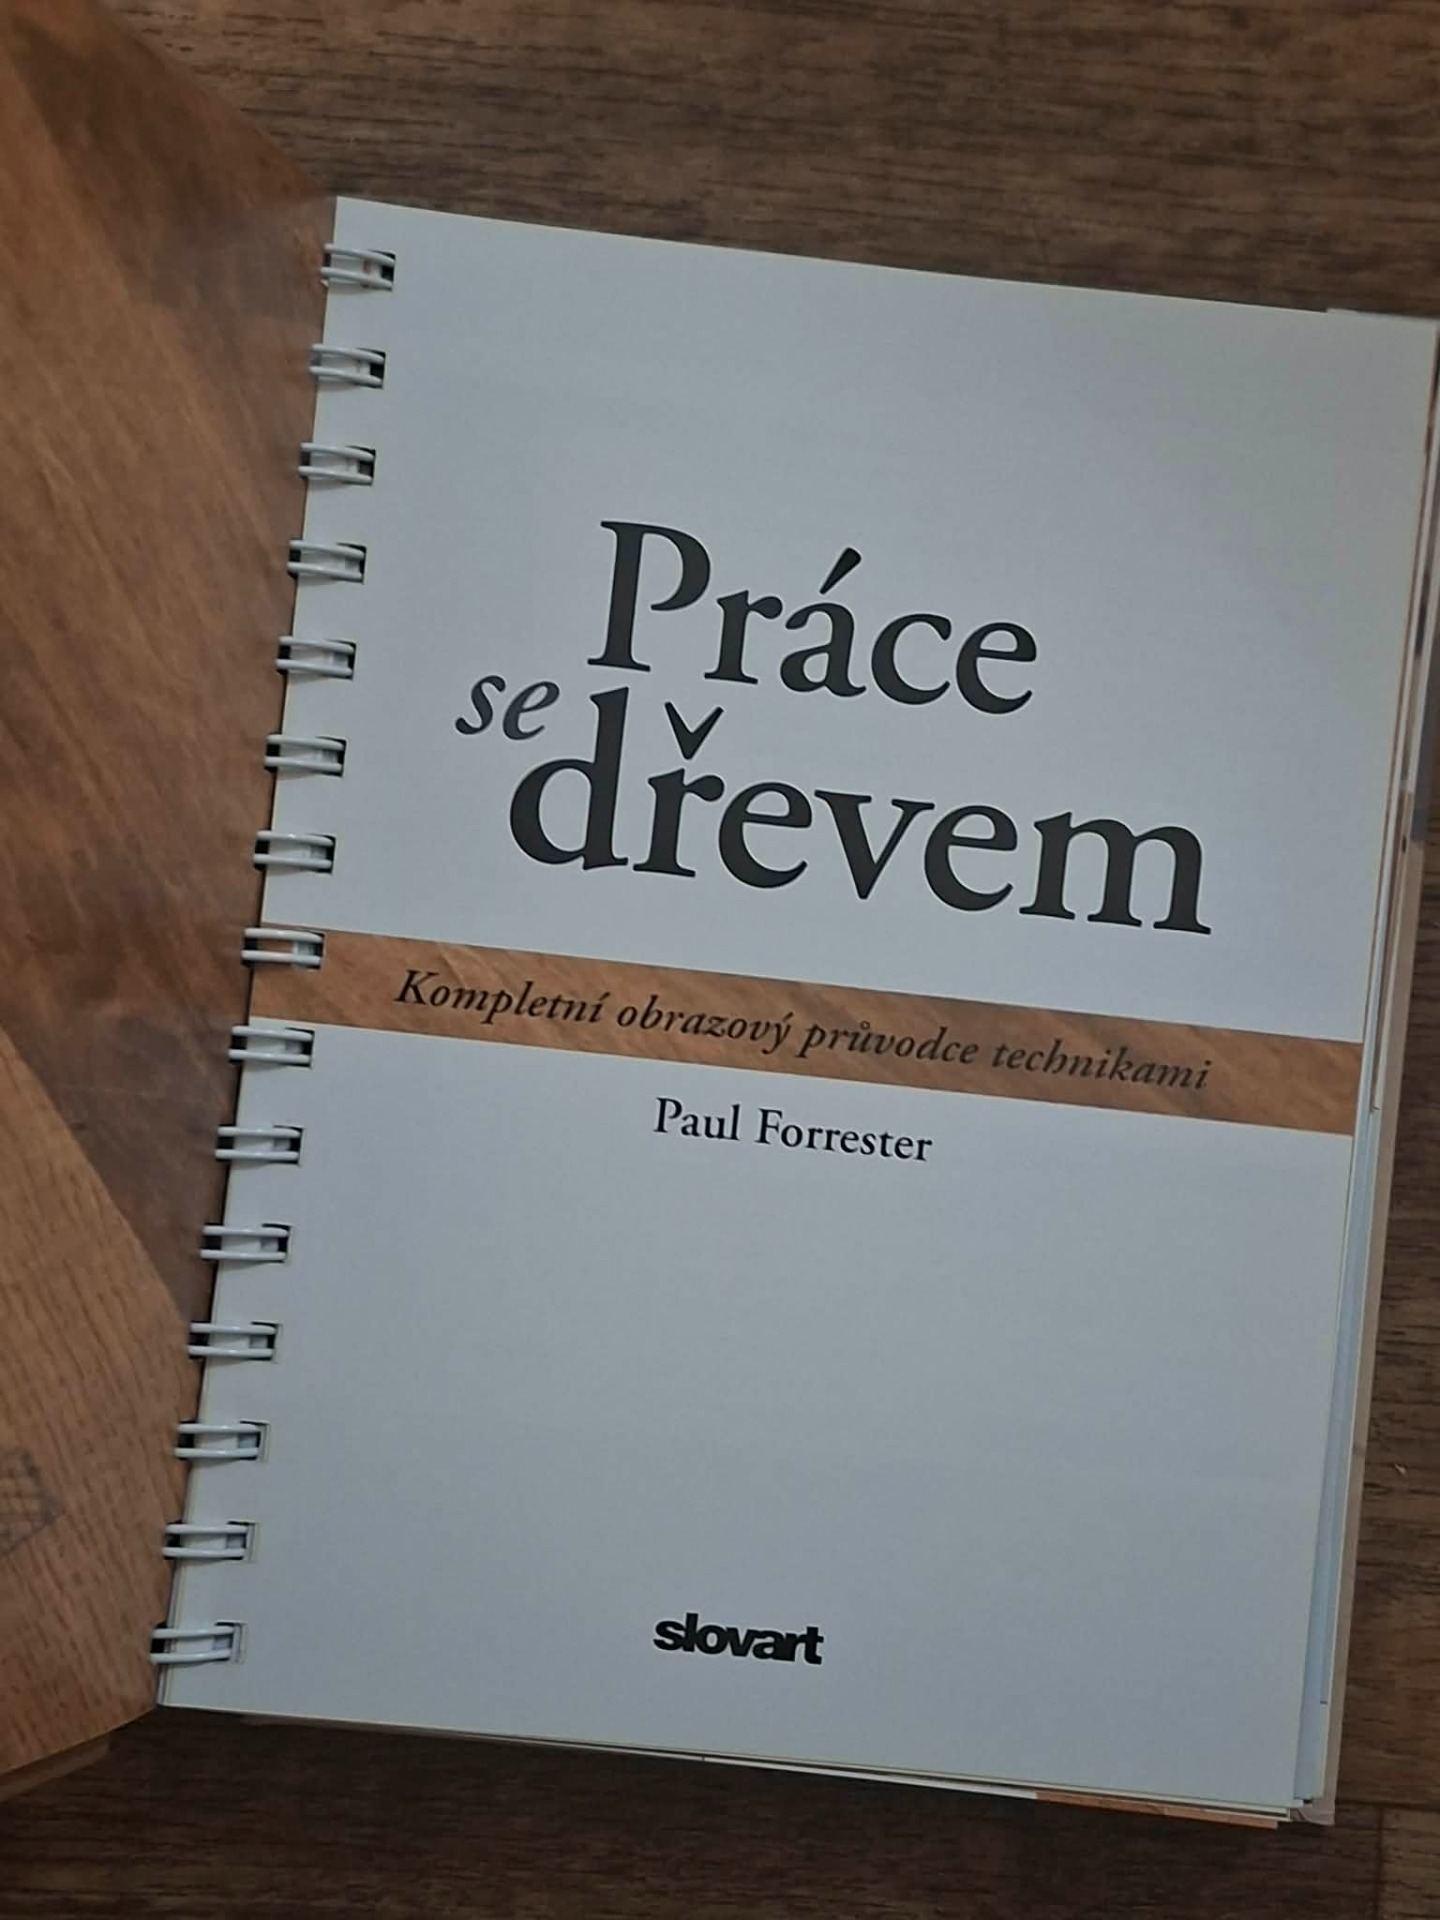 Práce
se dřevem
Kompletní obrazový průvodce technikami
Paul Forrester
slovart